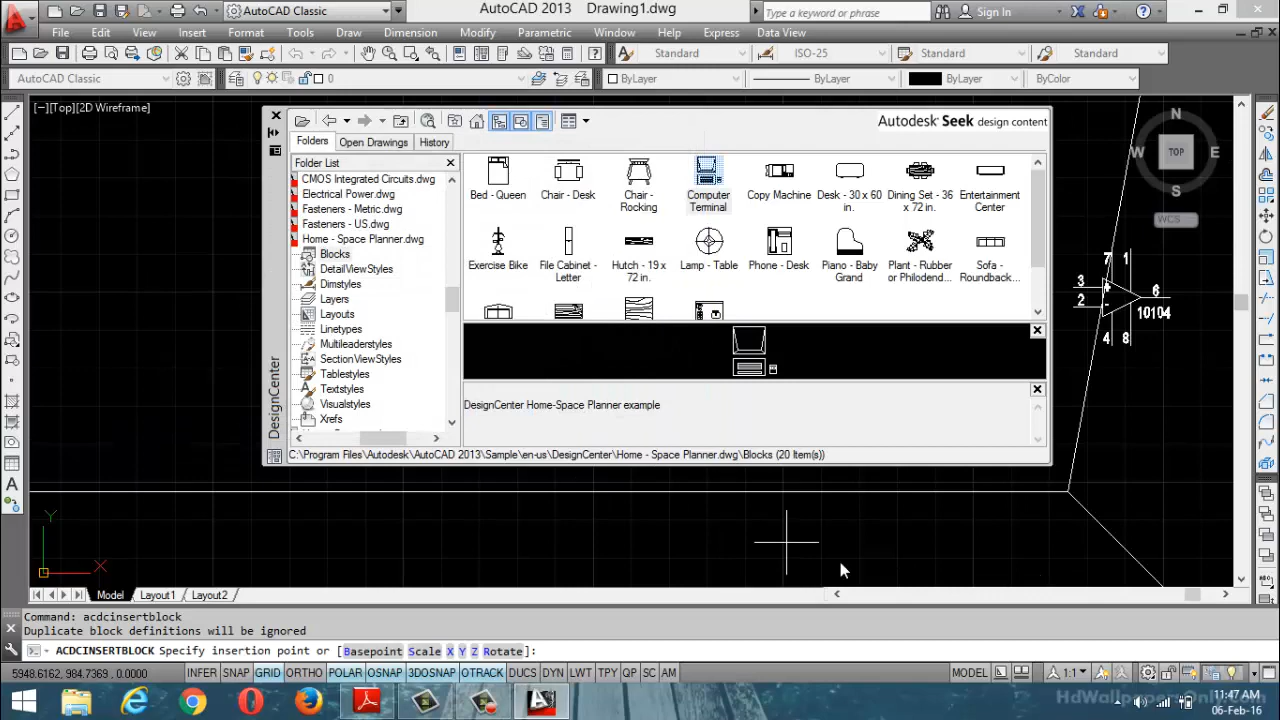 AutoCAD Classic
AutoCAD 2013 Drawing1.dwg
Type a keyword or phrase
Sign In
File Edit View Insert Format Tools Draw Dimension Modify Parametric Window Help Express Data View
Standard ISO-25 Standard Standard
AutoCAD Classic 0 ByLayer ByLayer ByLayer ByColor
[−][Top][2D Wireframe]
Autodesk Seek design content
Folders Open Drawings History
Folder List
CMOS Integrated Circuits.dwg
Electrical Power.dwg
Fasteners - Metric.dwg
Fasteners - US.dwg
Home - Space Planner.dwg
Blocks
DetailViewStyles
Dimstyles
Layers
Layouts
Linetypes
Multileaderstyles
SectionViewStyles
Tablestyles
Textstyles
Visualstyles
Xrefs
Bed - Queen
Chair - Desk
Chair - Rocking
Computer Terminal
Copy Machine
Desk - 30 x 60 in.
Dining Set - 36 x 72 in.
Entertainment Center
Exercise Bike
File Cabinet - Letter
Hutch - 19 x 72 in.
Lamp - Table
Phone - Desk
Piano - Baby Grand
Plant - Rubber or Philodend...
Sofa - Roundback...
DesignCenter Home-Space Planner example
DesignCenter
C:\Program Files\Autodesk\AutoCAD 2013\Sample\en-us\DesignCenter\Home - Space Planner.dwg\Blocks (20 Item(s))
N
W TOP E
S
WCS
7 1
3 + 6
2 - 10104
4 8
Y
X
Model Layout1 Layout2
Command: acdcinsertblock
Duplicate block definitions will be ignored
ACDCINSERTBLOCK Specify insertion point or [Basepoint Scale X Y Z Rotate]:
5948.6162, 984.7369, 0.0000 INFER SNAP GRID ORTHO POLAR OSNAP 3DOSNAP OTRACK DUCS DYN LWT TPY QP SC AM MODEL 1:1
HdWallpapersOnly.com
11:47 AM
06-Feb-16